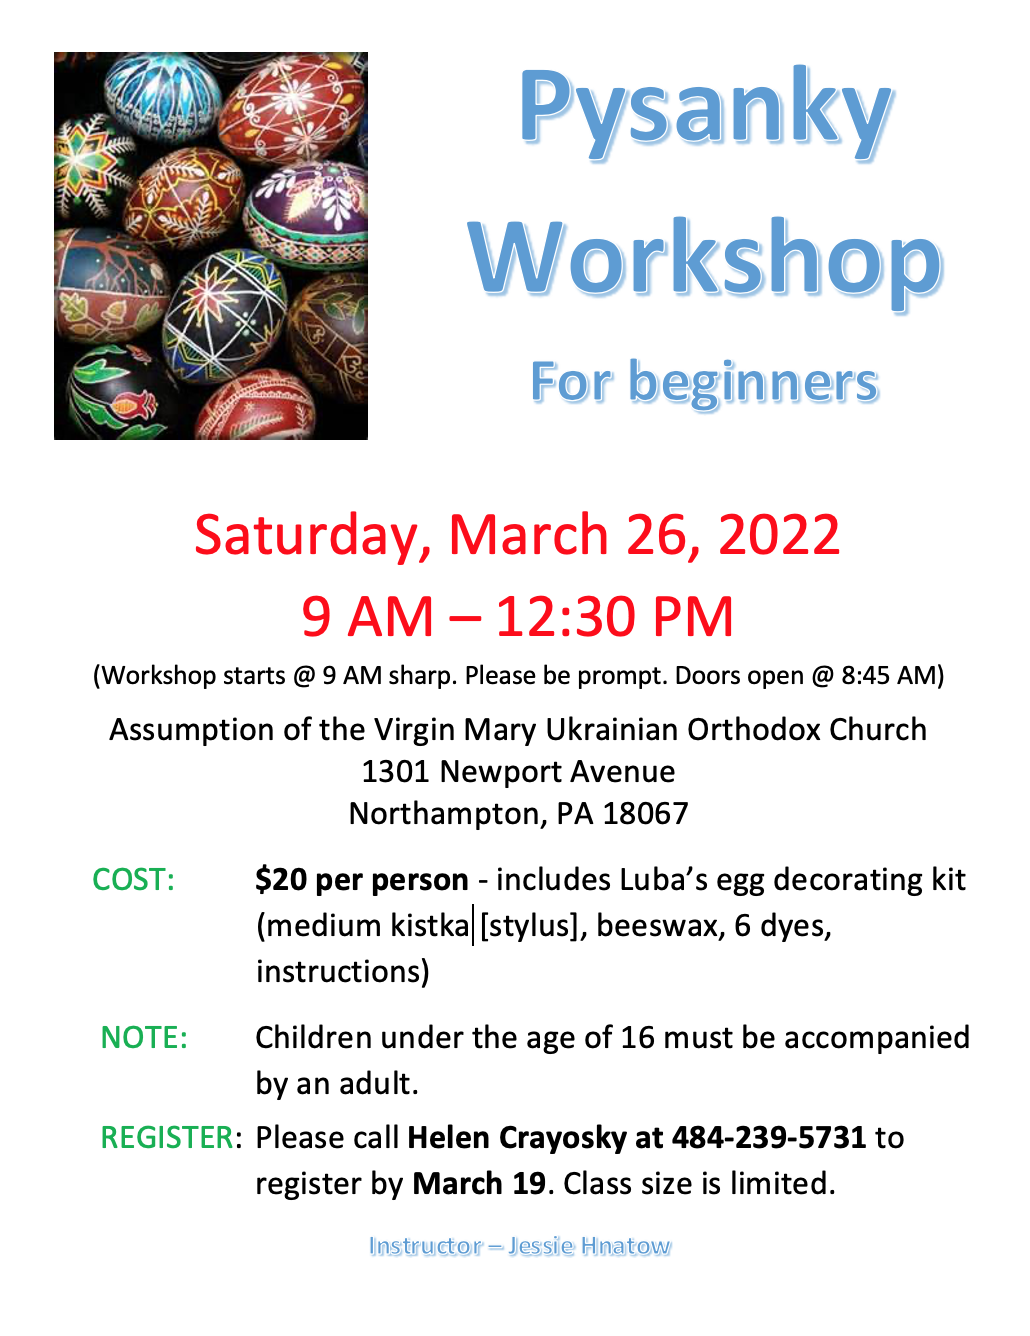 Pysanky
Workshop
For beginners
Saturday, March 26, 2022
9 AM – 12:30 PM
(Workshop starts @ 9 AM sharp. Please be prompt. Doors open @ 8:45 AM)
Assumption of the Virgin Mary Ukrainian Orthodox Church
1301 Newport Avenue
Northampton, PA 18067
COST: $20 per person - includes Luba’s egg decorating kit
(medium kistka [stylus], beeswax, 6 dyes,
instructions)
NOTE: Children under the age of 16 must be accompanied
by an adult.
REGISTER: Please call Helen Crayosky at 484-239-5731 to
register by March 19. Class size is limited.
Instructor – Jessie Hnatow